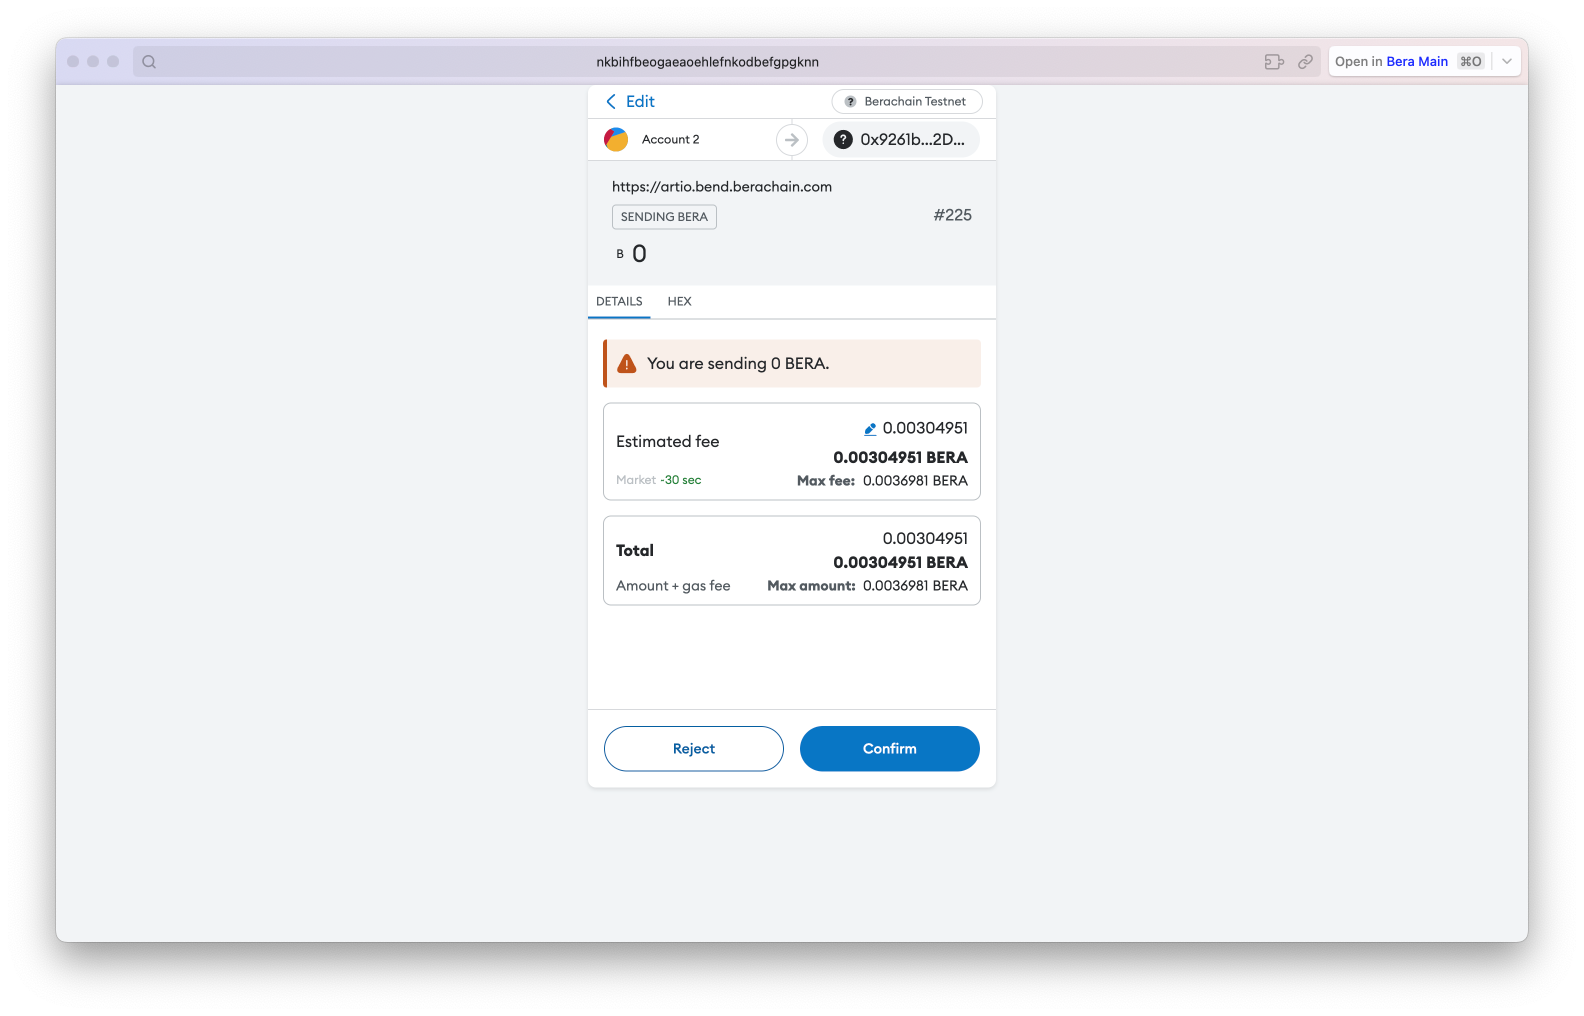 nkbihfbeogaeaoehlefnkodbefgpgknn
Open in Bera Main ⌘O
Edit
? Berachain Testnet
Account 2
? 0x9261b...2D...
https://artio.bend.berachain.com
SENDING BERA
#225
B 0
DETAILS HEX
You are sending 0 BERA.
Estimated fee
0.00304951
0.00304951 BERA
Market ~30 sec
Max fee: 0.0036981 BERA
Total
0.00304951
0.00304951 BERA
Amount + gas fee
Max amount: 0.0036981 BERA
Reject
Confirm